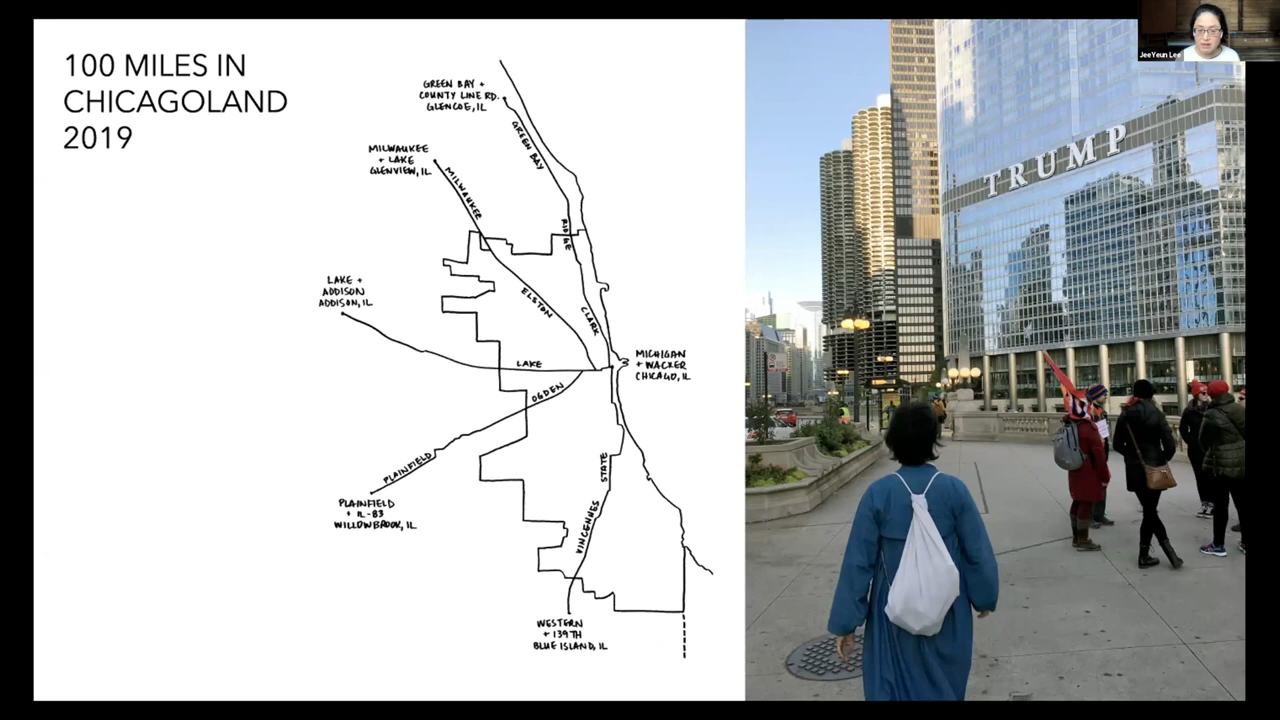 100 MILES IN
CHICAGOLAND
2019
GREEN BAY +
COUNTY LINE RD.
GLENCOE, IL
GREEN BAY
MILWAUKEE
+ LAKE
GLENVIEW, IL
MILWAUKEE
RIDGE
LAKE +
ADDISON
ADDISON, IL
ELSTON
CLARK
LAKE
MICHIGAN
+ WACKER
CHICAGO, IL
OGDEN
PLAINFIELD
PLAINFIELD
+ IL-83
WILLOWBROOK, IL
STATE
VINCENNES
WESTERN
+ 139TH
BLUE ISLAND, IL
TRUMP
JeeYeun Lee